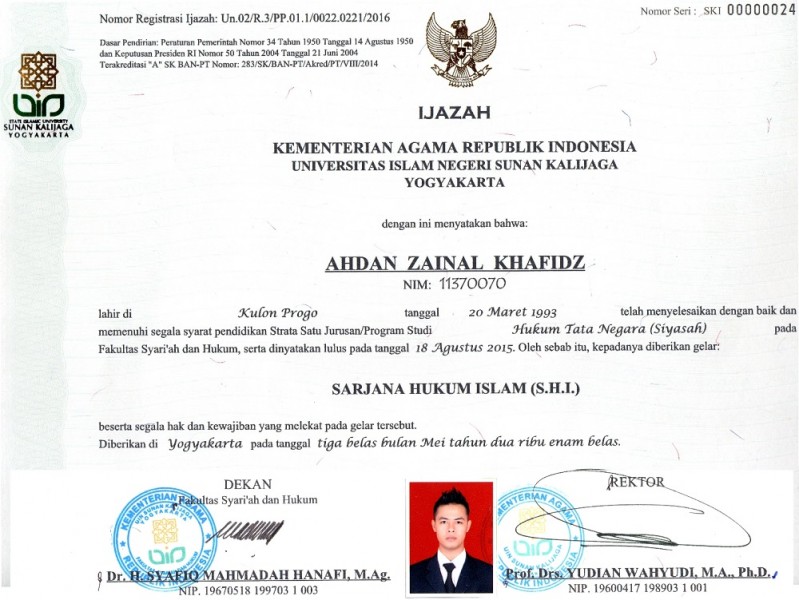 Nomor Registrasi Ijazah: Un.02/R.3/PP.01.1/0022.0221/2016
Nomor Seri : SKI 00000024
Dasar Pendirian: Peraturan Pemerintah Nomor 34 Tahun 1950 Tanggal 14 Agustus 1950
dan Keputusan Presiden RI Nomor 50 Tahun 2004 Tanggal 21 Juni 2004
Terakreditasi "A" SK BAN-PT Nomor: 283/SK/BAN-PT/Akred/PT/VIII/2014
STATE ISLAMIC UNIVERSITY
SUNAN KALIJAGA
YOGYAKARTA
IJAZAH
KEMENTERIAN AGAMA REPUBLIK INDONESIA
UNIVERSITAS ISLAM NEGERI SUNAN KALIJAGA
YOGYAKARTA
dengan ini menyatakan bahwa:
AHDAN ZAINAL KHAFIDZ
NIM: 11370070
lahir di Kulon Progo tanggal 20 Maret 1993 telah menyelesaikan dengan baik dan
memenuhi segala syarat pendidikan Strata Satu Jurusan/Program Studi Hukum Tata Negara (Siyasah) pada
Fakultas Syari'ah dan Hukum, serta dinyatakan lulus pada tanggal 18 Agustus 2015. Oleh sebab itu, kepadanya diberikan gelar:
SARJANA HUKUM ISLAM (S.H.I.)
beserta segala hak dan kewajiban yang melekat pada gelar tersebut.
Diberikan di Yogyakarta pada tanggal tiga belas bulan Mei tahun dua ribu enam belas.
DEKAN
Fakultas Syari'ah dan Hukum
KEMENTERIAN AGAMA
UIN SUNAN KALIJAGA
YOGYAKARTA
REPUBLIK INDONESIA
Dr. H. SYAFIQ MAHMADAH HANAFI, M.Ag.
NIP. 19670518 199703 1 003
REKTOR
KEMENTERIAN AGAMA
UIN SUNAN KALIJAGA
REPUBLIK INDONESIA
Prof. Drs. YUDIAN WAHYUDI, M.A., Ph.D.
NIP. 19600417 198903 1 001